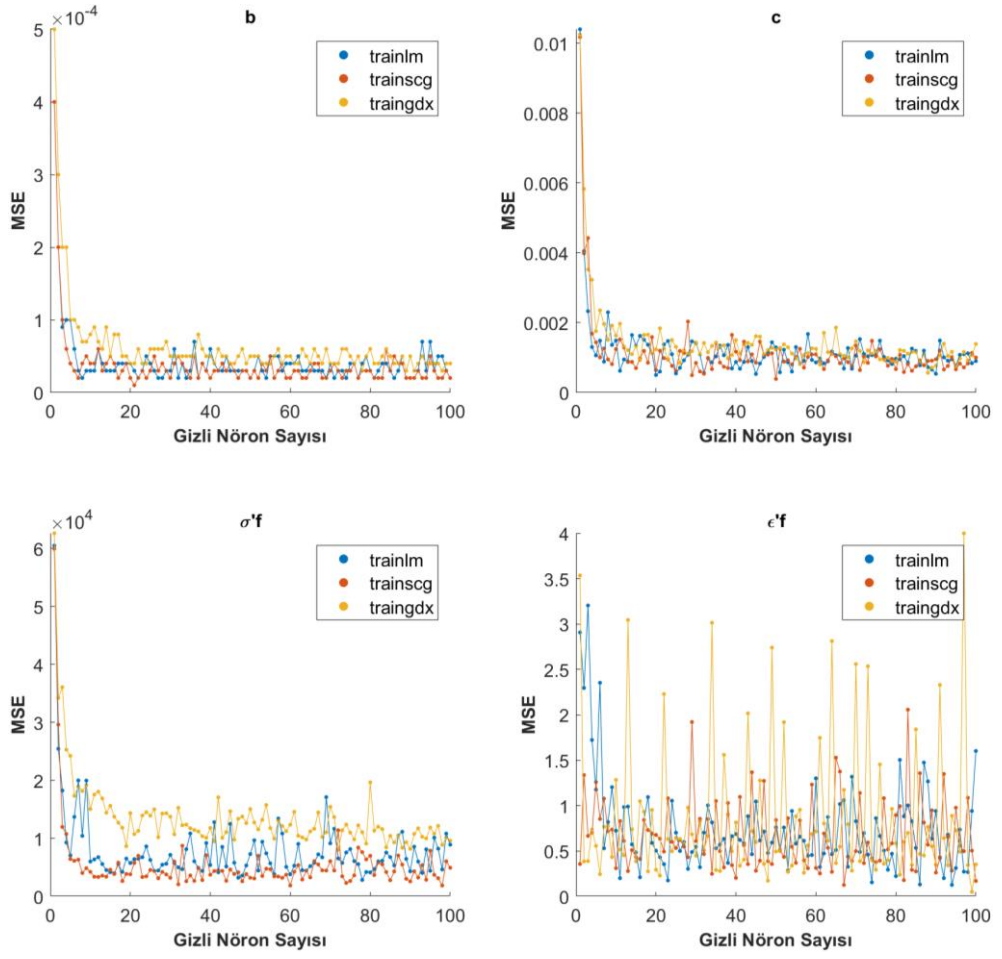 b
×10⁻⁴
5
4
3
2
1
0
0 20 40 60 80 100
MSE
Gizli Nöron Sayısı
trainlm
trainscg
traingdx
c
0.01
0.008
0.006
0.004
0.002
0
0 20 40 60 80 100
MSE
Gizli Nöron Sayısı
trainlm
trainscg
traingdx
σ'f
×10⁴
6
5
4
3
2
1
0
0 20 40 60 80 100
MSE
Gizli Nöron Sayısı
trainlm
trainscg
traingdx
ϵ'f
4
3.5
3
2.5
2
1.5
1
0.5
0
0 20 40 60 80 100
MSE
Gizli Nöron Sayısı
trainlm
trainscg
traingdx